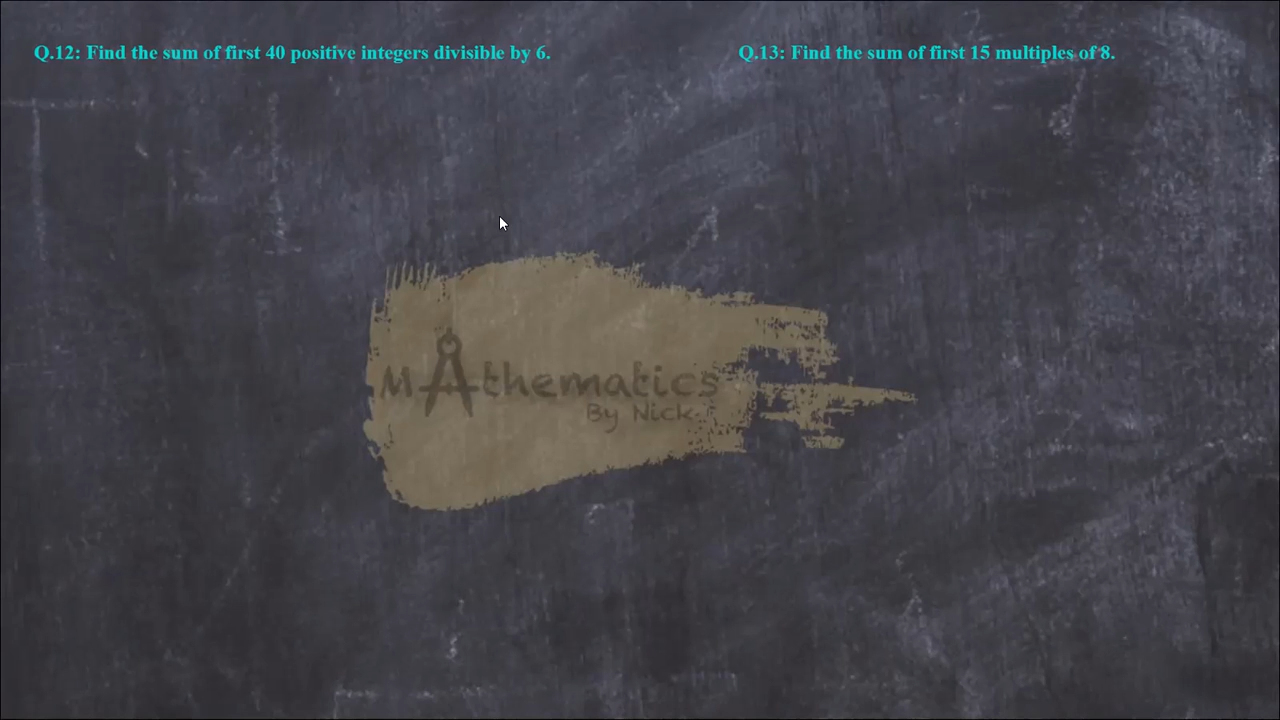 Q.12: Find the sum of first 40 positive integers divisible by 6.
Q.13: Find the sum of first 15 multiples of 8.
Mathematics
By Nick